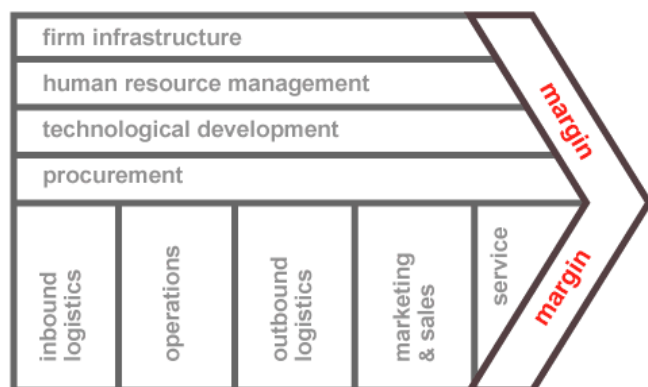 firm infrastructure
human resource management
technological development
procurement
inbound
logistics
operations
outbound
logistics
marketing
& sales
service
margin
margin